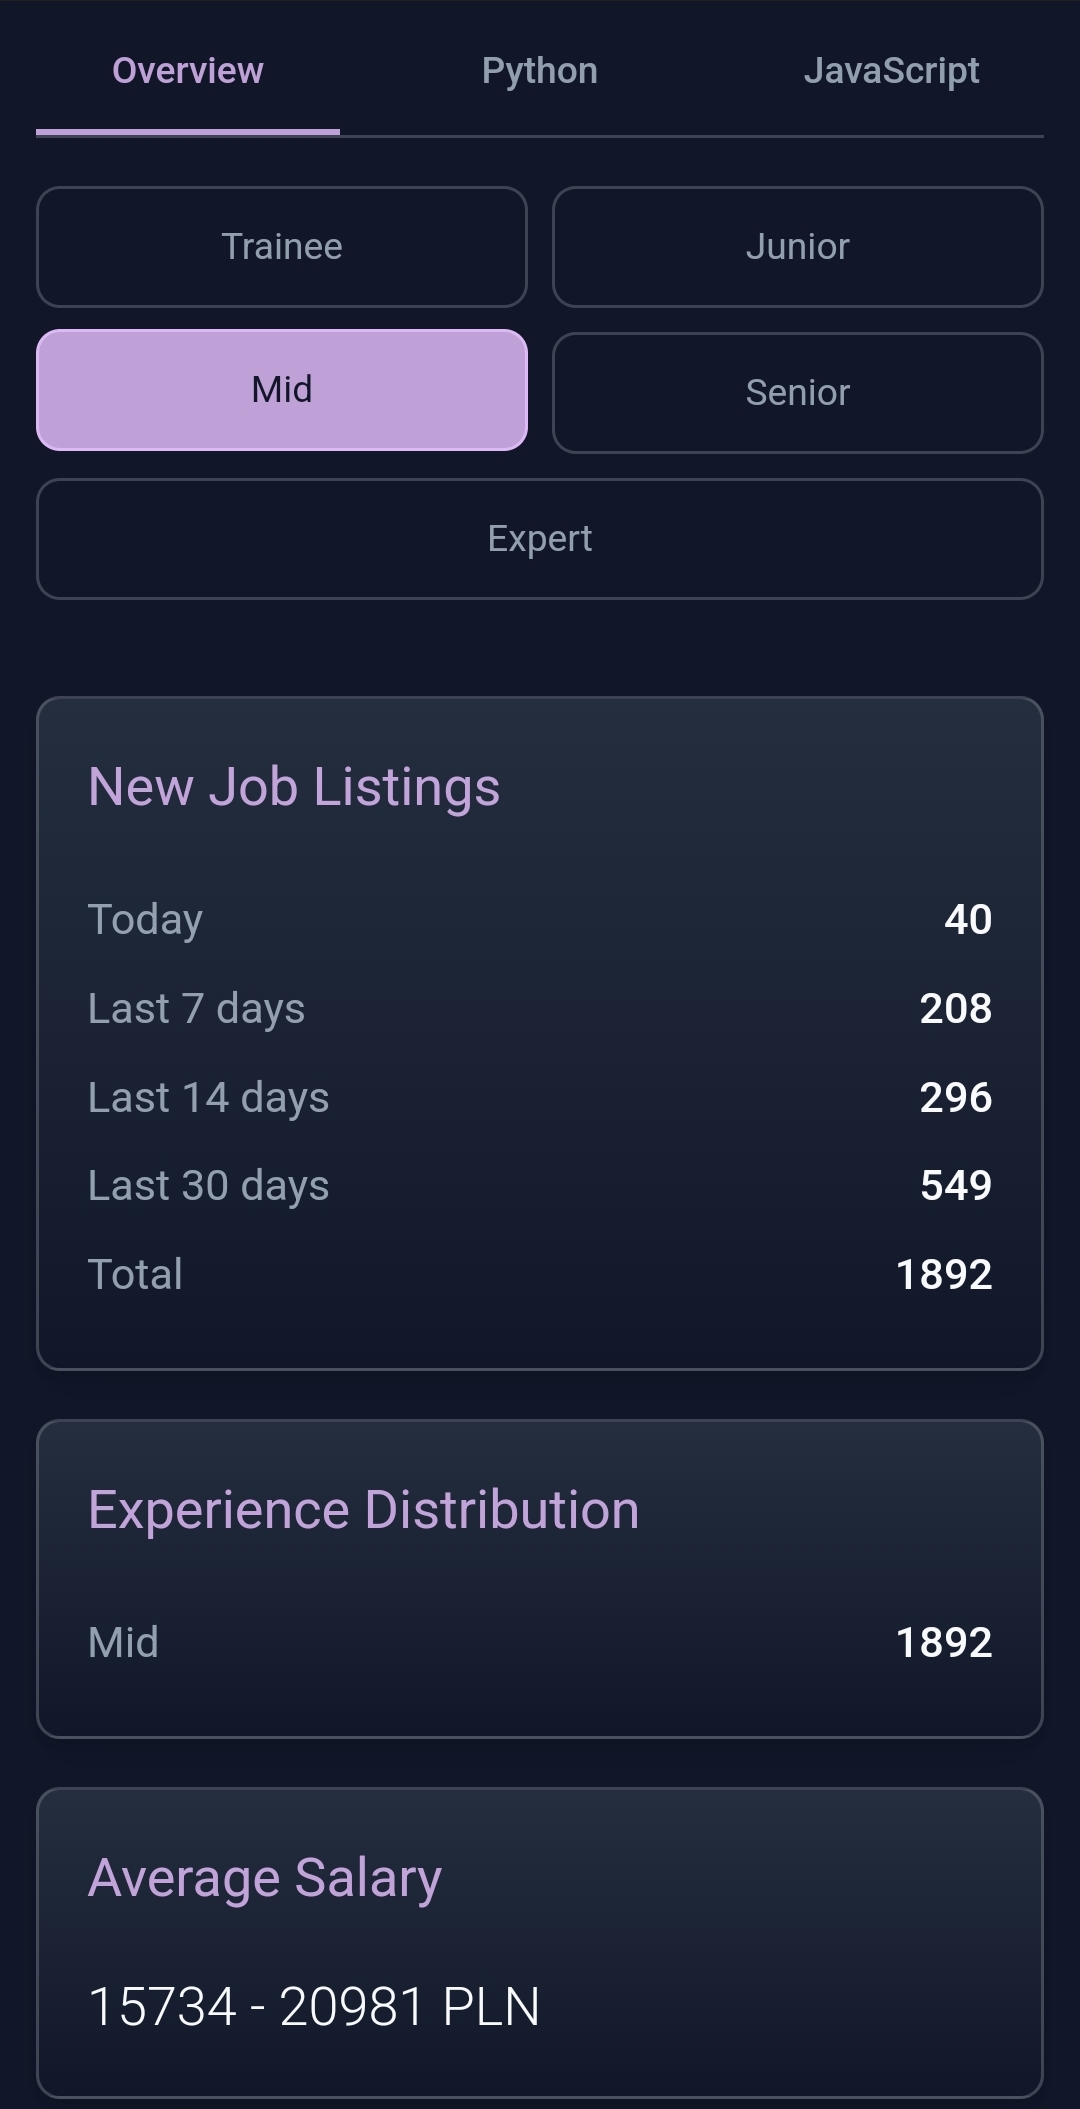 Overview Python JavaScript
Trainee Junior
Mid Senior
Expert
New Job Listings
Today 40
Last 7 days 208
Last 14 days 296
Last 30 days 549
Total 1892
Experience Distribution
Mid 1892
Average Salary
15734 - 20981 PLN